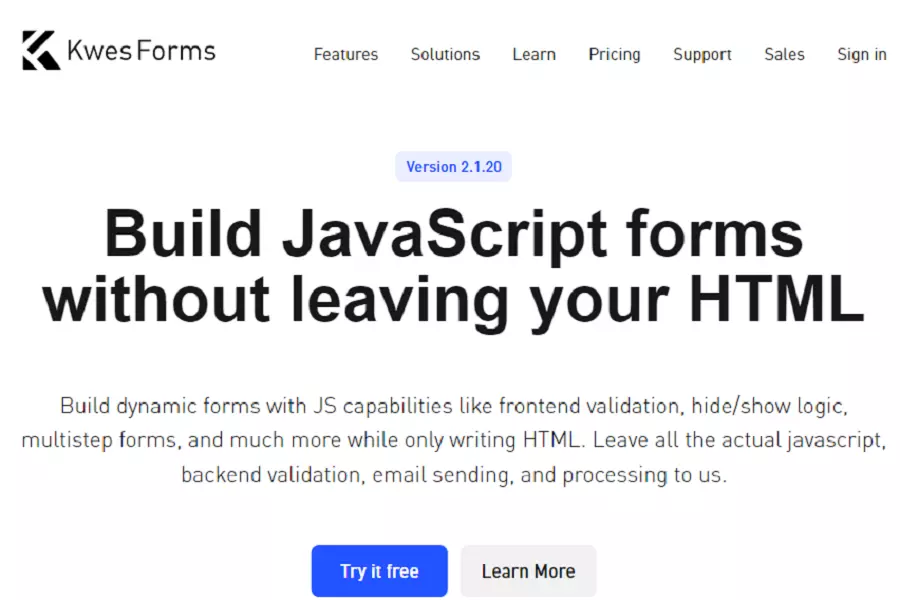 KwesForms
Features Solutions Learn Pricing Support Sales Sign in
Version 2.1.20
Build JavaScript forms
without leaving your HTML
Build dynamic forms with JS capabilities like frontend validation, hide/show logic,
multistep forms, and much more while only writing HTML. Leave all the actual javascript,
backend validation, email sending, and processing to us.
Try it free Learn More